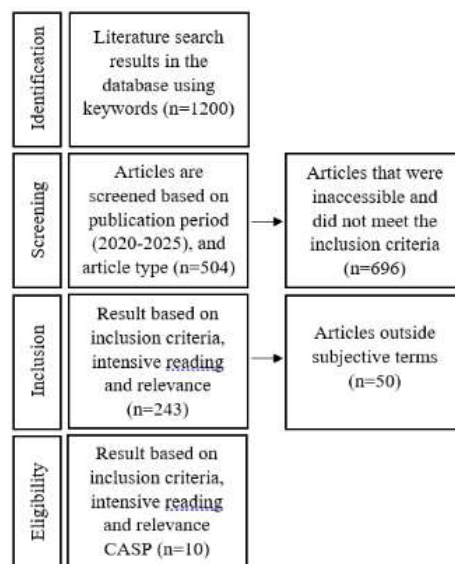 Identification
Literature search
results in the
database using
keywords (n=1200)
Screening
Articles are
screened based on
publication period
(2020-2025), and
article type (n=504)
Articles that were
inaccessible and
did not meet the
inclusion criteria
(n=696)
Inclusion
Result based on
inclusion criteria,
intensive reading
and relevance
(n=243)
Articles outside
subjective terms
(n=50)
Eligibility
Result based on
inclusion criteria,
intensive reading
and relevance
CASP (n=10)